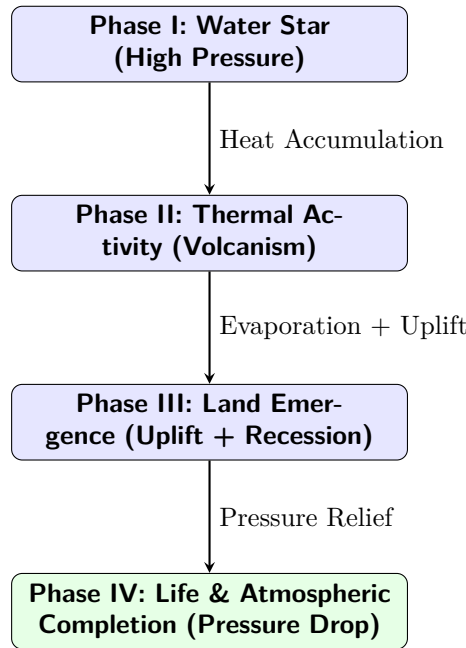 Phase I: Water Star
(High Pressure)
Heat Accumulation
Phase II: Thermal Ac-
tivity (Volcanism)
Evaporation + Uplift
Phase III: Land Emer-
gence (Uplift + Recession)
Pressure Relief
Phase IV: Life & Atmospheric
Completion (Pressure Drop)